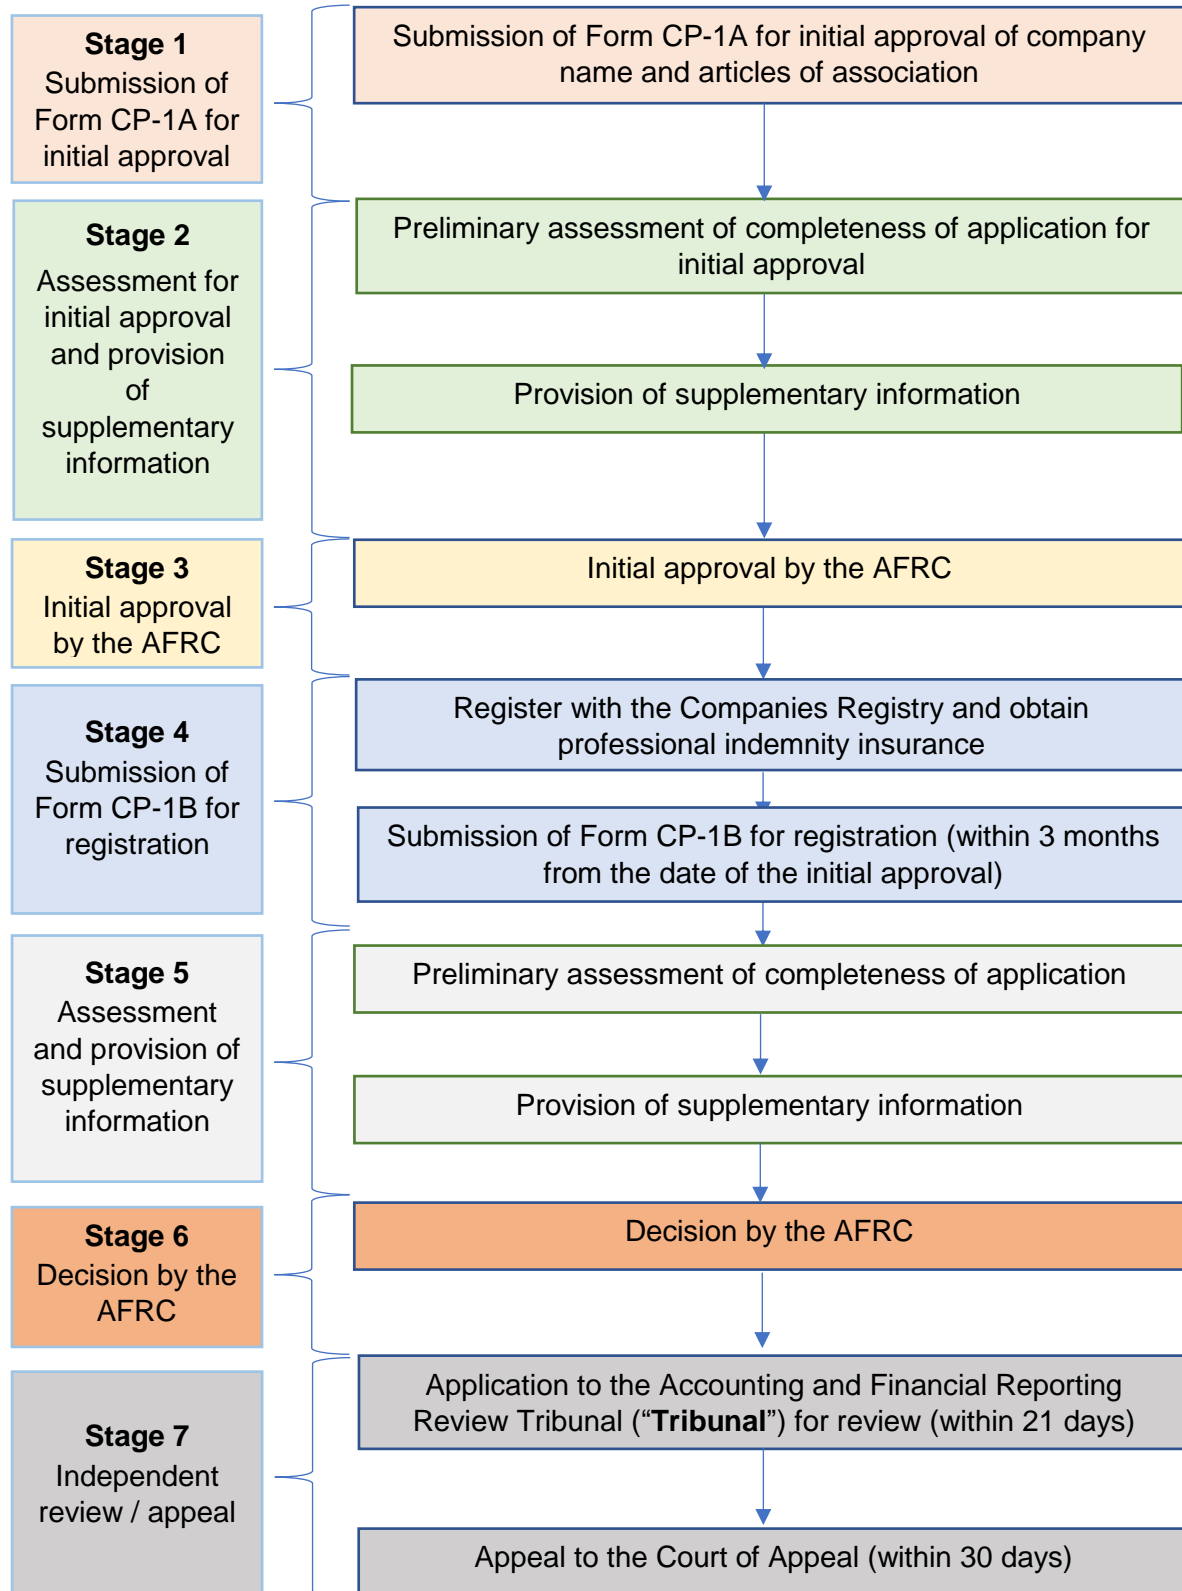 Stage 1
Submission of
Form CP-1A for
initial approval
Submission of Form CP-1A for initial approval of company
name and articles of association
Stage 2
Assessment for
initial approval
and provision
of
supplementary
information
Preliminary assessment of completeness of application for
initial approval
Provision of supplementary information
Stage 3
Initial approval
by the AFRC
Initial approval by the AFRC
Stage 4
Submission of
Form CP-1B for
registration
Register with the Companies Registry and obtain
professional indemnity insurance
Submission of Form CP-1B for registration (within 3 months
from the date of the initial approval)
Stage 5
Assessment
and provision of
supplementary
information
Preliminary assessment of completeness of application
Provision of supplementary information
Stage 6
Decision by the
AFRC
Decision by the AFRC
Stage 7
Independent
review / appeal
Application to the Accounting and Financial Reporting
Review Tribunal (“Tribunal”) for review (within 21 days)
Appeal to the Court of Appeal (within 30 days)